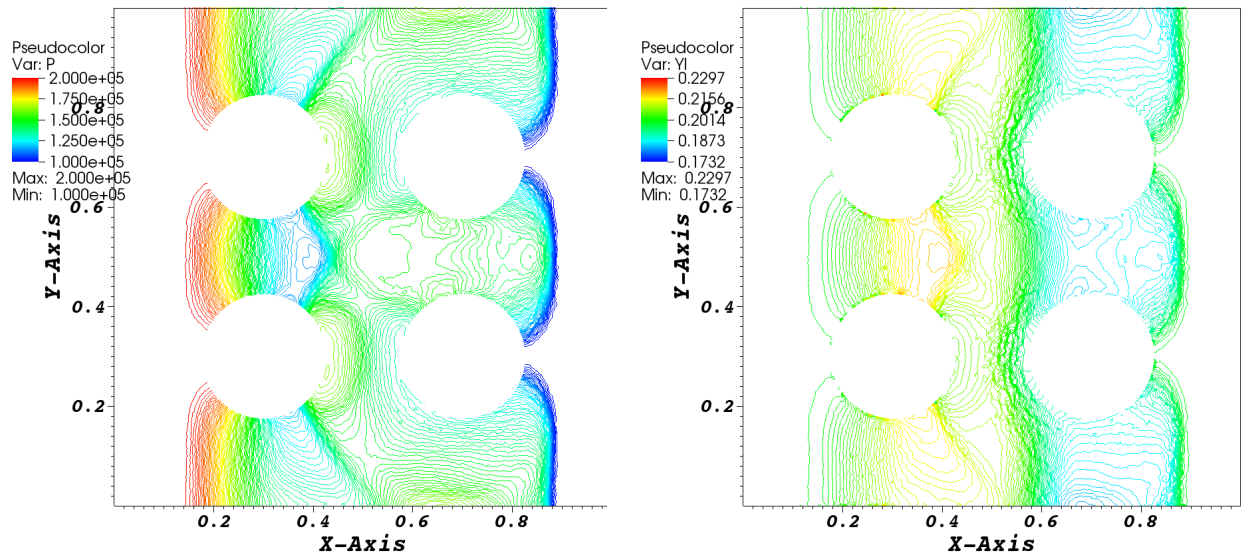 Pseudocolor
Var: P
2.000e+05
1.750e+05
1.500e+05
1.250e+05
1.000e+05
Max: 2.000e+05
Min: 1.000e+05
0.8
0.6
0.4
0.2
Y-Axis
0.2 0.4 0.6 0.8
X-Axis
Pseudocolor
Var: YI
0.2297
0.2156
0.2014
0.1873
0.1732
Max: 0.2297
Min: 0.1732
0.8
0.6
0.4
0.2
Y-Axis
0.2 0.4 0.6 0.8
X-Axis